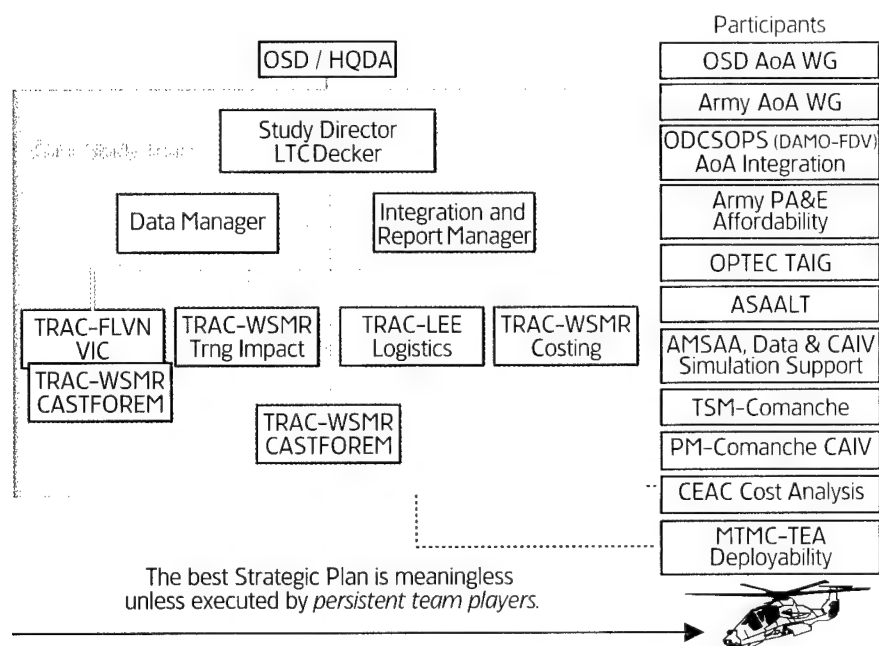 Participants
OSD / HQDA
OSD AoA WG
Army AoA WG
Study Director
LTCDecker
ODCSOPS (DAMO-FDV)
AoA Integration
Data Manager
Integration and
Report Manager
Army PA&E
Affordability
OPTEC TAIG
ASAALT
TRAC-FLVN
VIC
TRAC-WSMR
CASTFOREM
TRAC-WSMR
Trng Impact
TRAC-LEE
Logistics
TRAC-WSMR
Costing
TRAC-WSMR
CASTFOREM
AMSAA, Data & CAIV
Simulation Support
TSM-Comanche
PM-Comanche CAIV
CEAC Cost Analysis
MTMC-TEA
Deployability
The best Strategic Plan is meaningless
unless executed by persistent team players.